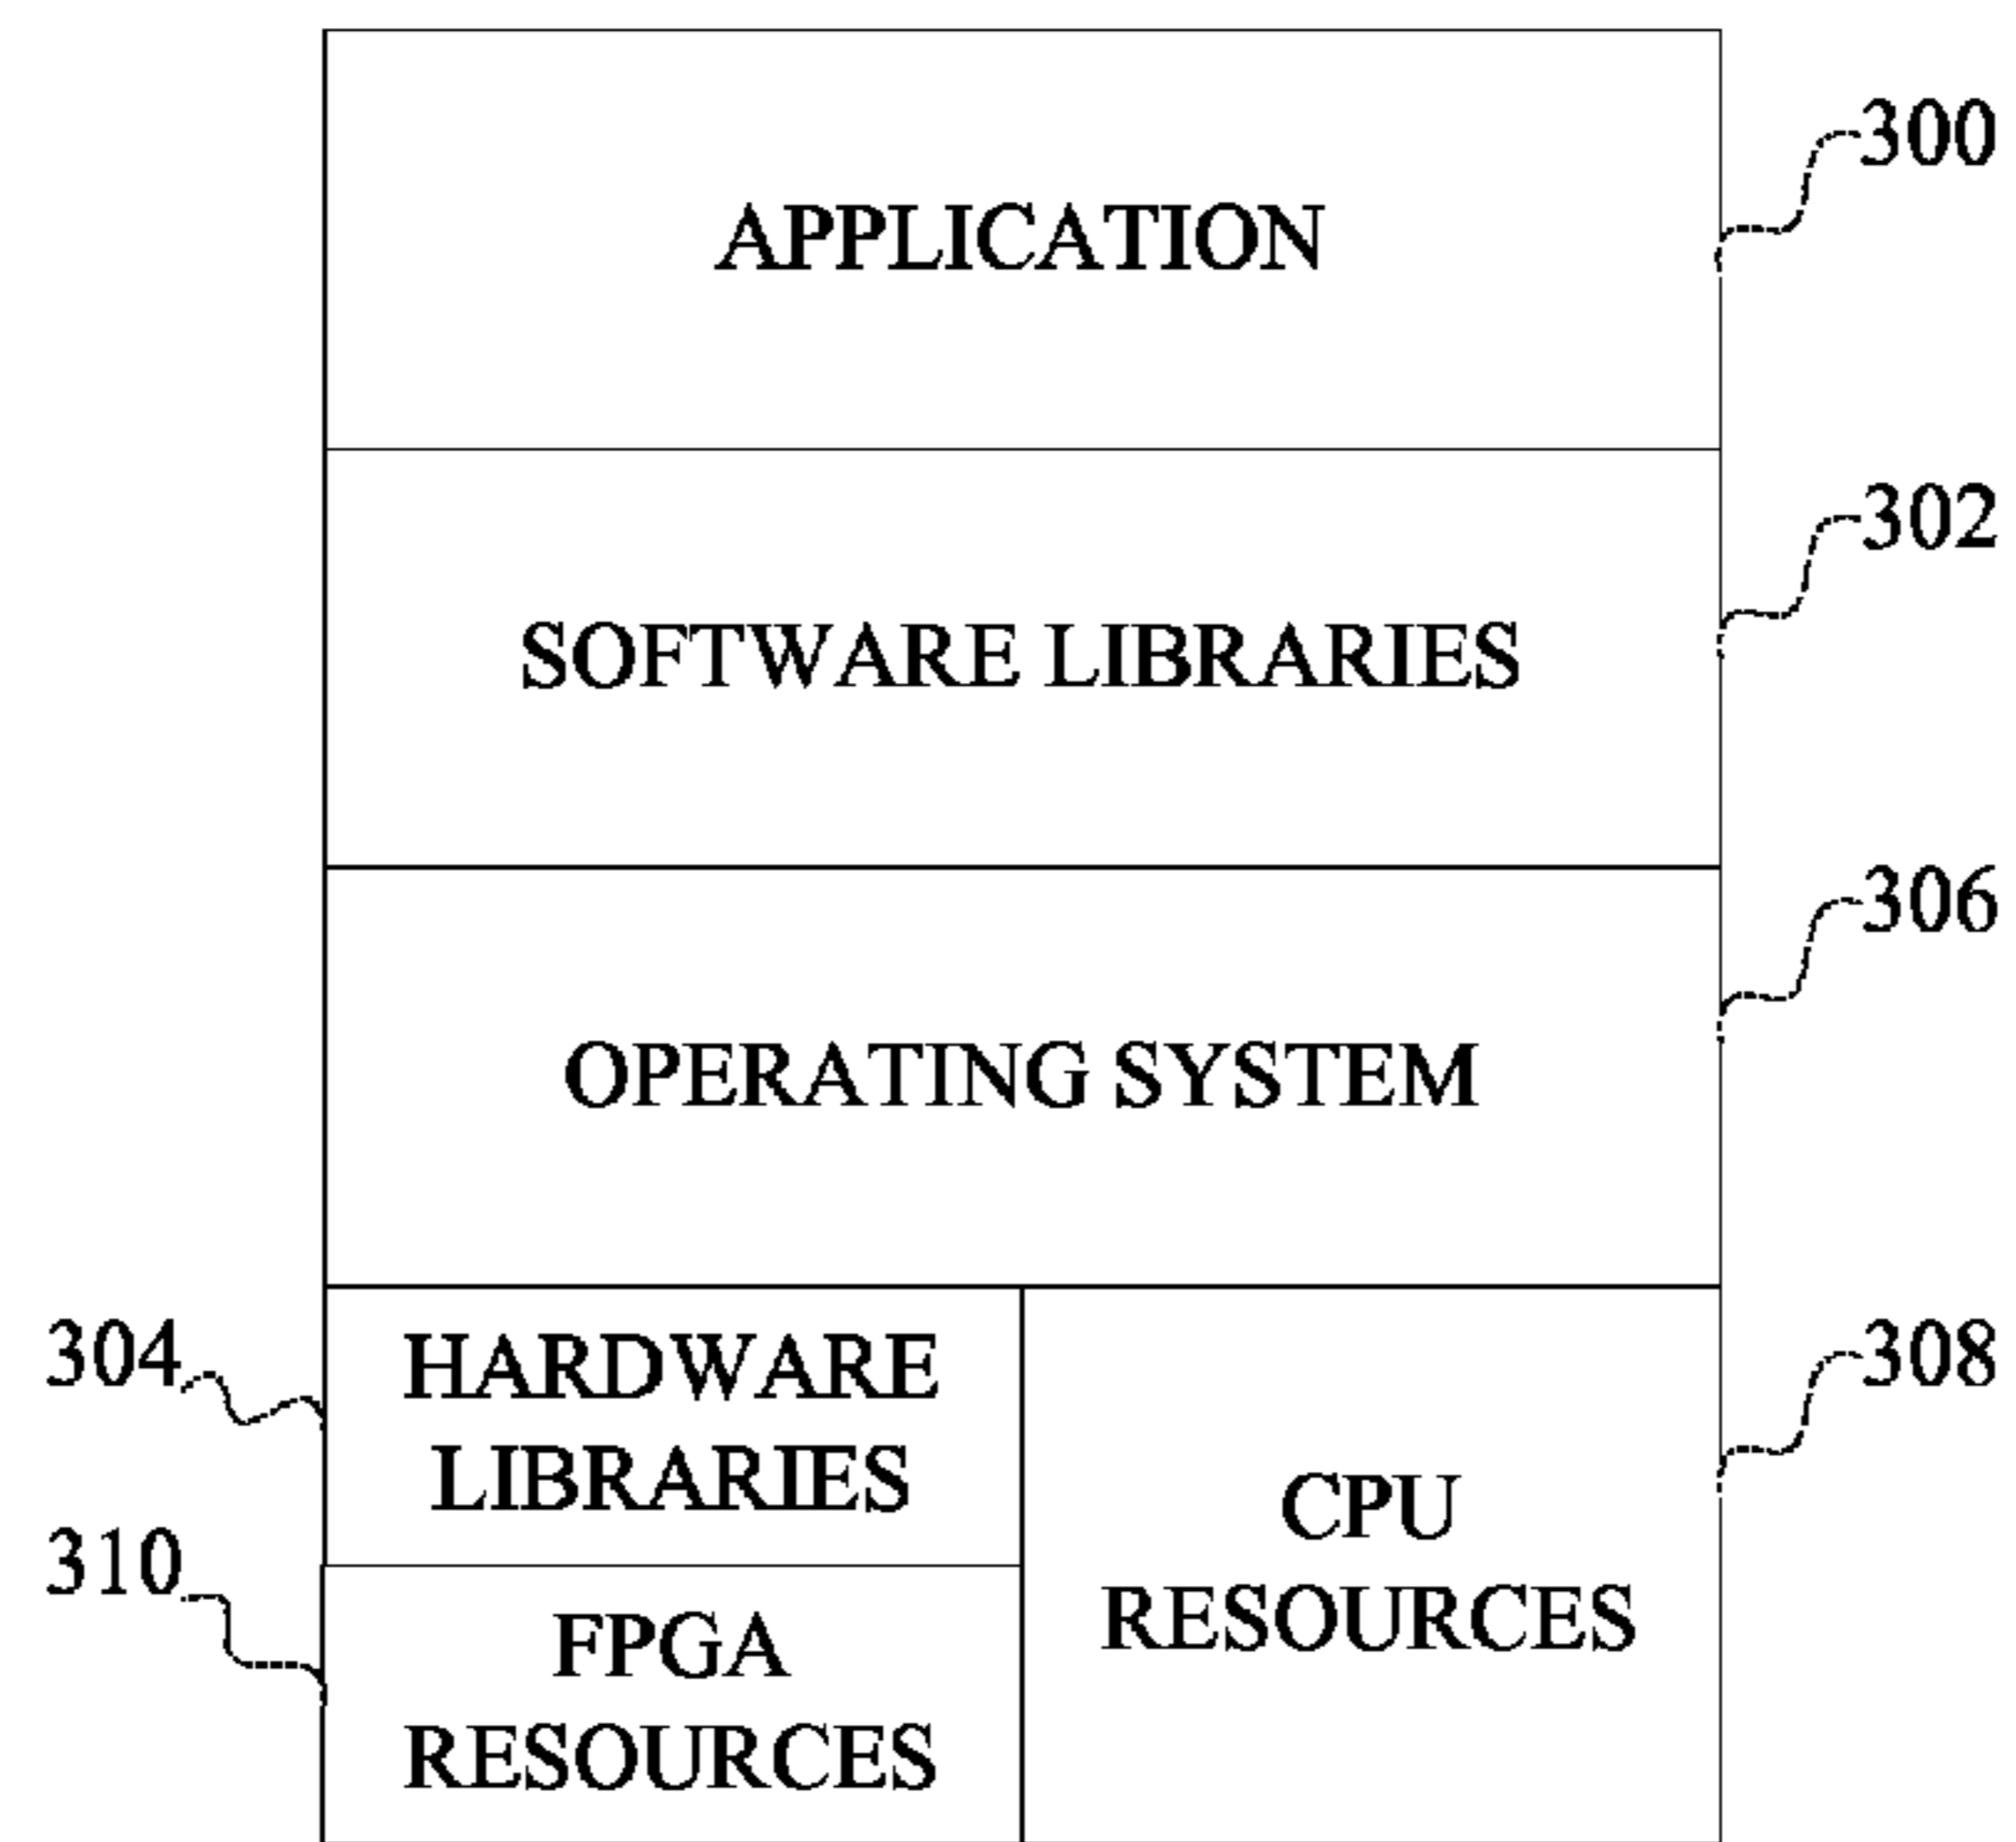 300
APPLICATION
302
SOFTWARE LIBRARIES
306
OPERATING SYSTEM
304
HARDWARE
LIBRARIES
308
CPU
RESOURCES
310
FPGA
RESOURCES